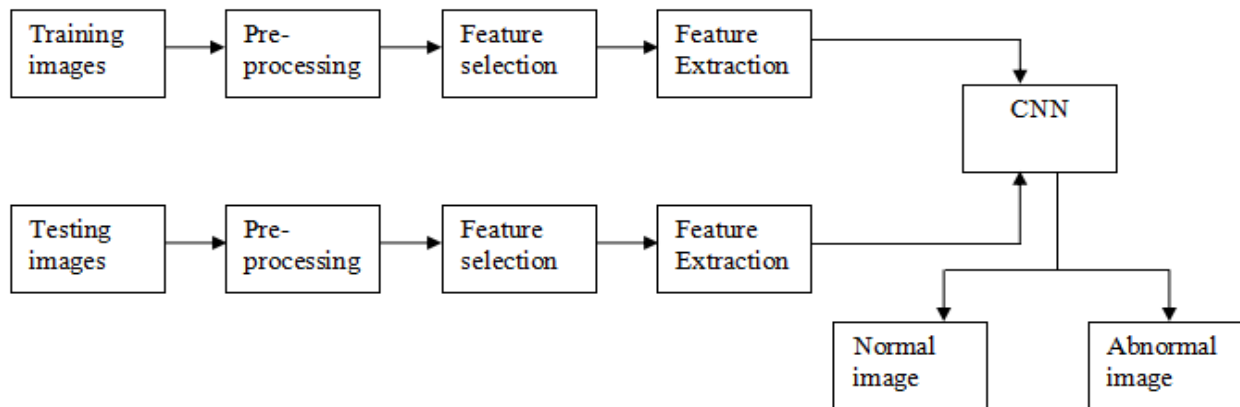 Training
images
Pre-
processing
Feature
selection
Feature
Extraction
CNN
Testing
images
Pre-
processing
Feature
selection
Feature
Extraction
Normal
image
Abnormal
image